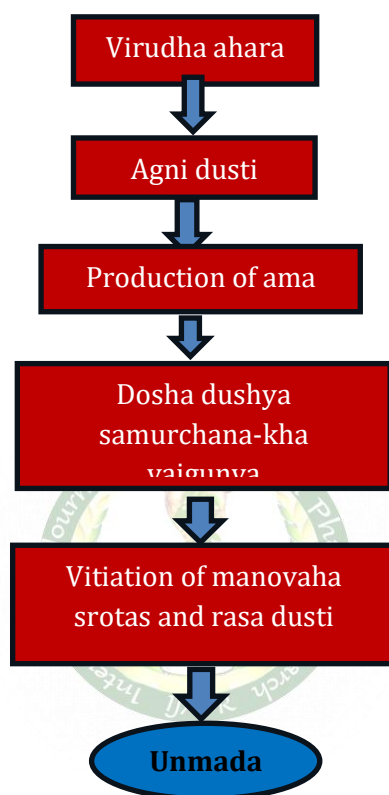 Virudha ahara
Agni dusti
Production of ama
Dosha dushya
samurchana-kha
vaigunya
Vitiation of manovaha
srotas and rasa dusti
Unmada